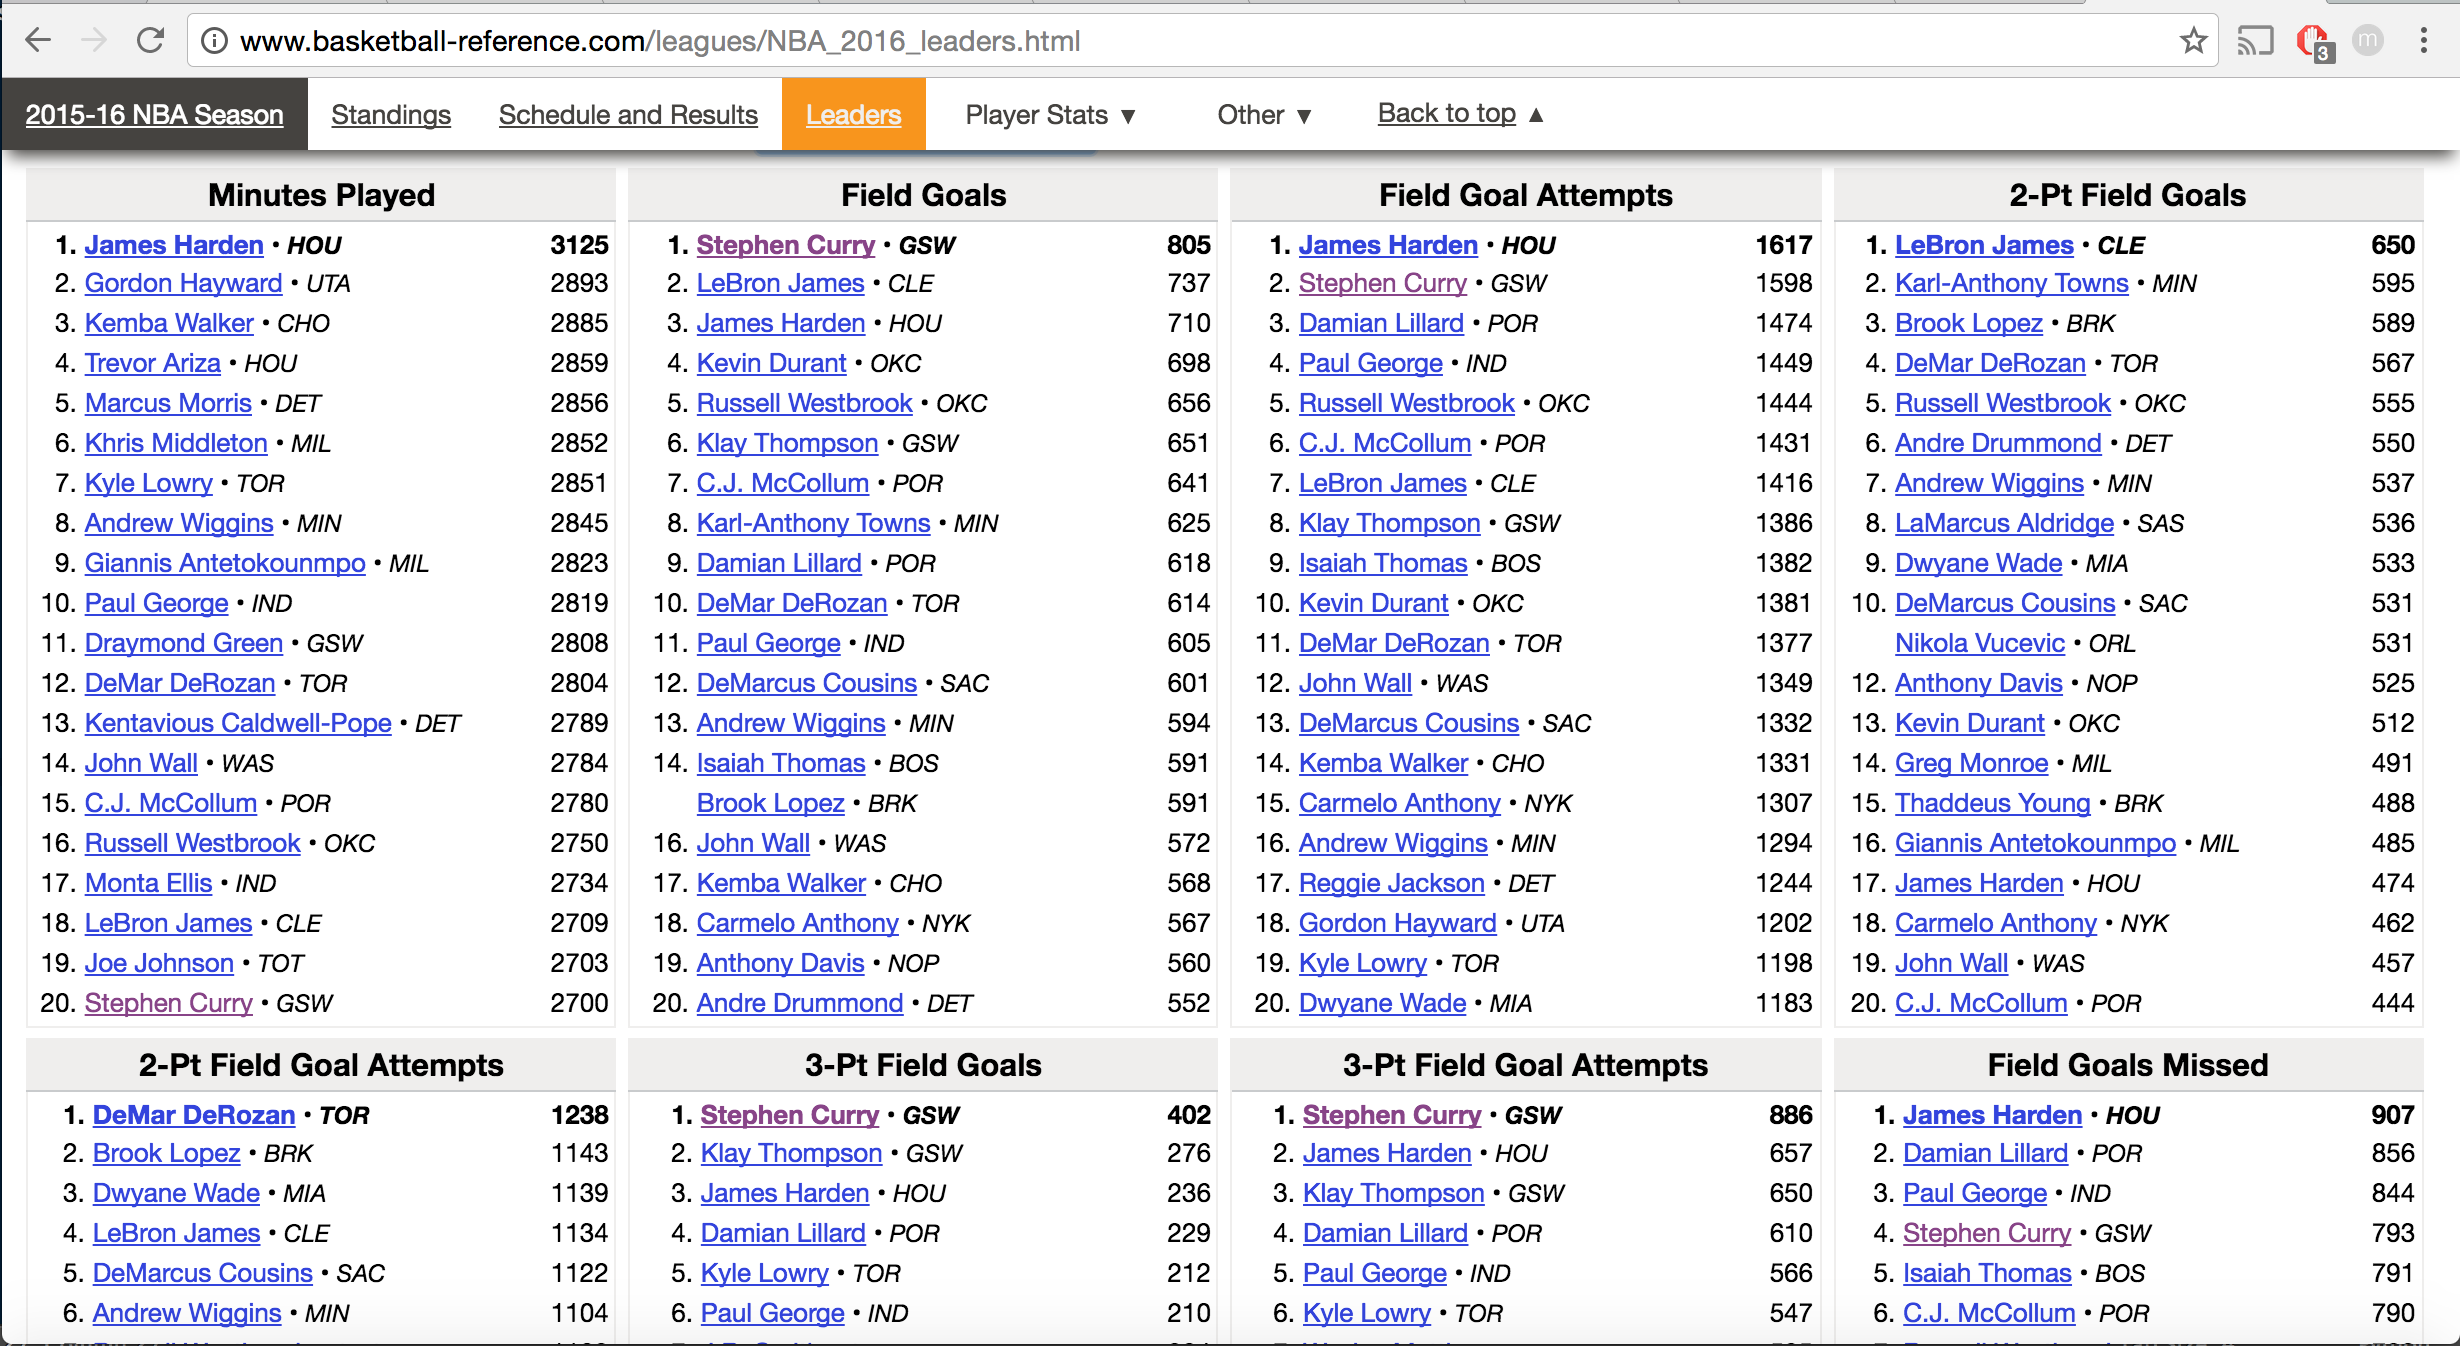 www.basketball-reference.com/leagues/NBA_2016_leaders.html
3
m
2015-16 NBA Season Standings Schedule and Results Leaders Player Stats ▼ Other ▼ Back to top ▲
Minutes Played
1. James Harden • HOU 3125
2. Gordon Hayward • UTA 2893
3. Kemba Walker • CHO 2885
4. Trevor Ariza • HOU 2859
5. Marcus Morris • DET 2856
6. Khris Middleton • MIL 2852
7. Kyle Lowry • TOR 2851
8. Andrew Wiggins • MIN 2845
9. Giannis Antetokounmpo • MIL 2823
10. Paul George • IND 2819
11. Draymond Green • GSW 2808
12. DeMar DeRozan • TOR 2804
13. Kentavious Caldwell-Pope • DET 2789
14. John Wall • WAS 2784
15. C.J. McCollum • POR 2780
16. Russell Westbrook • OKC 2750
17. Monta Ellis • IND 2734
18. LeBron James • CLE 2709
19. Joe Johnson • TOT 2703
20. Stephen Curry • GSW 2700
Field Goals
1. Stephen Curry • GSW 805
2. LeBron James • CLE 737
3. James Harden • HOU 710
4. Kevin Durant • OKC 698
5. Russell Westbrook • OKC 656
6. Klay Thompson • GSW 651
7. C.J. McCollum • POR 641
8. Karl-Anthony Towns • MIN 625
9. Damian Lillard • POR 618
10. DeMar DeRozan • TOR 614
11. Paul George • IND 605
12. DeMarcus Cousins • SAC 601
13. Andrew Wiggins • MIN 594
14. Isaiah Thomas • BOS 591
Brook Lopez • BRK 591
16. John Wall • WAS 572
17. Kemba Walker • CHO 568
18. Carmelo Anthony • NYK 567
19. Anthony Davis • NOP 560
20. Andre Drummond • DET 552
Field Goal Attempts
1. James Harden • HOU 1617
2. Stephen Curry • GSW 1598
3. Damian Lillard • POR 1474
4. Paul George • IND 1449
5. Russell Westbrook • OKC 1444
6. C.J. McCollum • POR 1431
7. LeBron James • CLE 1416
8. Klay Thompson • GSW 1386
9. Isaiah Thomas • BOS 1382
10. Kevin Durant • OKC 1381
11. DeMar DeRozan • TOR 1377
12. John Wall • WAS 1349
13. DeMarcus Cousins • SAC 1332
14. Kemba Walker • CHO 1331
15. Carmelo Anthony • NYK 1307
16. Andrew Wiggins • MIN 1294
17. Reggie Jackson • DET 1244
18. Gordon Hayward • UTA 1202
19. Kyle Lowry • TOR 1198
20. Dwyane Wade • MIA 1183
2-Pt Field Goals
1. LeBron James • CLE 650
2. Karl-Anthony Towns • MIN 595
3. Brook Lopez • BRK 589
4. DeMar DeRozan • TOR 567
5. Russell Westbrook • OKC 555
6. Andre Drummond • DET 550
7. Andrew Wiggins • MIN 537
8. LaMarcus Aldridge • SAS 536
9. Dwyane Wade • MIA 533
10. DeMarcus Cousins • SAC 531
Nikola Vucevic • ORL 531
12. Anthony Davis • NOP 525
13. Kevin Durant • OKC 512
14. Greg Monroe • MIL 491
15. Thaddeus Young • BRK 488
16. Giannis Antetokounmpo • MIL 485
17. James Harden • HOU 474
18. Carmelo Anthony • NYK 462
19. John Wall • WAS 457
20. C.J. McCollum • POR 444
2-Pt Field Goal Attempts
1. DeMar DeRozan • TOR 1238
2. Brook Lopez • BRK 1143
3. Dwyane Wade • MIA 1139
4. LeBron James • CLE 1134
5. DeMarcus Cousins • SAC 1122
6. Andrew Wiggins • MIN 1104
3-Pt Field Goals
1. Stephen Curry • GSW 402
2. Klay Thompson • GSW 276
3. James Harden • HOU 236
4. Damian Lillard • POR 229
5. Kyle Lowry • TOR 212
6. Paul George • IND 210
3-Pt Field Goal Attempts
1. Stephen Curry • GSW 886
2. James Harden • HOU 657
3. Klay Thompson • GSW 650
4. Damian Lillard • POR 610
5. Paul George • IND 566
6. Kyle Lowry • TOR 547
Field Goals Missed
1. James Harden • HOU 907
2. Damian Lillard • POR 856
3. Paul George • IND 844
4. Stephen Curry • GSW 793
5. Isaiah Thomas • BOS 791
6. C.J. McCollum • POR 790